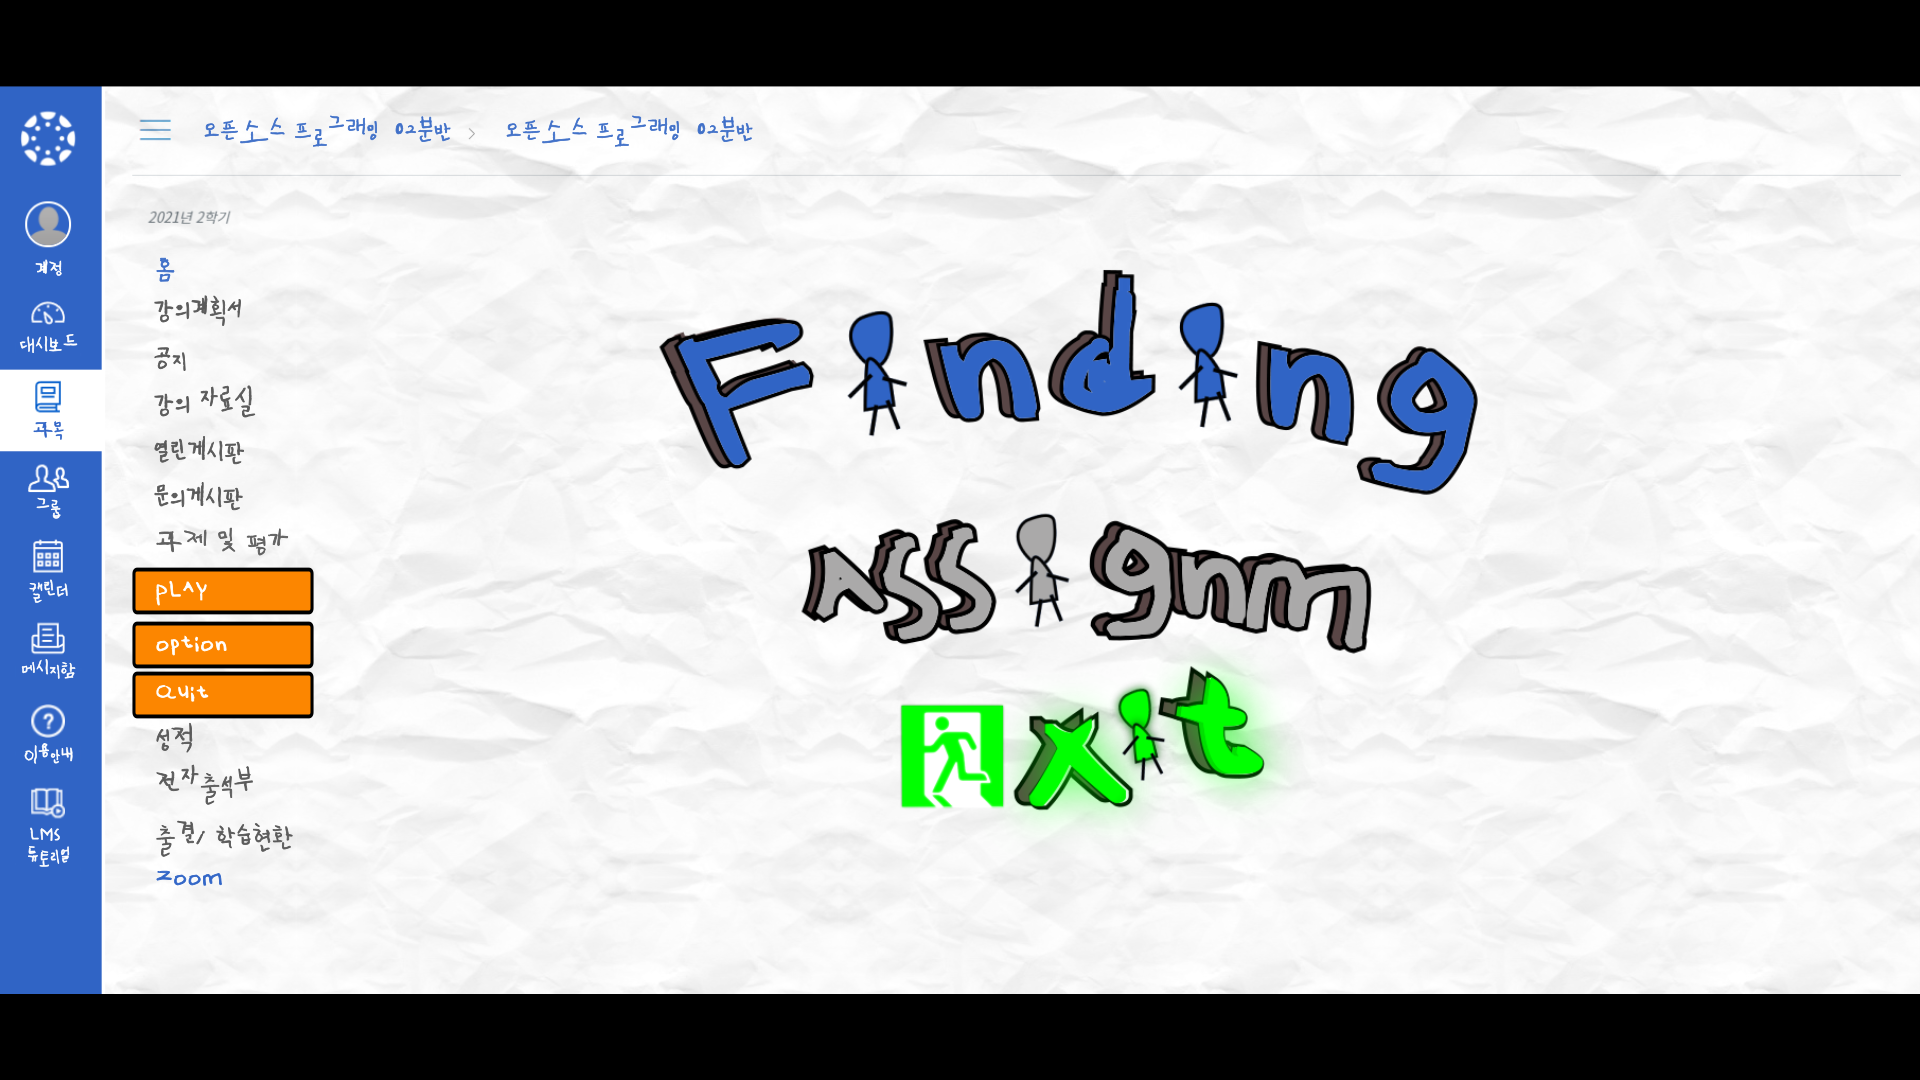 오픈소스 프로그래밍 02분반 > 오픈소스 프로그래밍 02분반
2021년 2학기
계정
대시보드
과목
그룹
캘린더
메시지함
?
이용안내
LMS
튜토리얼
홈
강의계획서
공지
강의 자료실
열린게시판
문의게시판
과제 및 평가
PLAY
option
Quit
성적
전자출석부
출결/ 학습현황
zoom
Finding
Assignm
xit